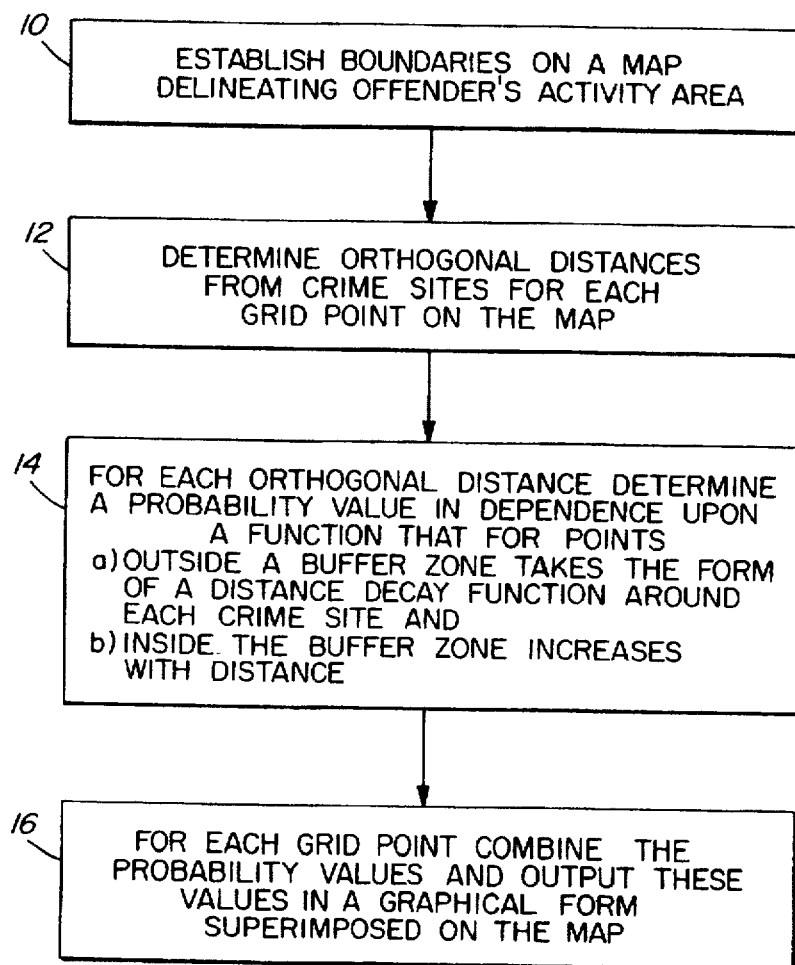 10
ESTABLISH BOUNDARIES ON A MAP
DELINEATING OFFENDER'S ACTIVITY AREA
12
DETERMINE ORTHOGONAL DISTANCES
FROM CRIME SITES FOR EACH
GRID POINT ON THE MAP
14
FOR EACH ORTHOGONAL DISTANCE DETERMINE
A PROBABILITY VALUE IN DEPENDENCE UPON
A FUNCTION THAT FOR POINTS
a) OUTSIDE A BUFFER ZONE TAKES THE FORM
OF A DISTANCE DECAY FUNCTION AROUND
EACH CRIME SITE AND
b) INSIDE THE BUFFER ZONE INCREASES
WITH DISTANCE
16
FOR EACH GRID POINT COMBINE THE
PROBABILITY VALUES AND OUTPUT THESE
VALUES IN A GRAPHICAL FORM
SUPERIMPOSED ON THE MAP